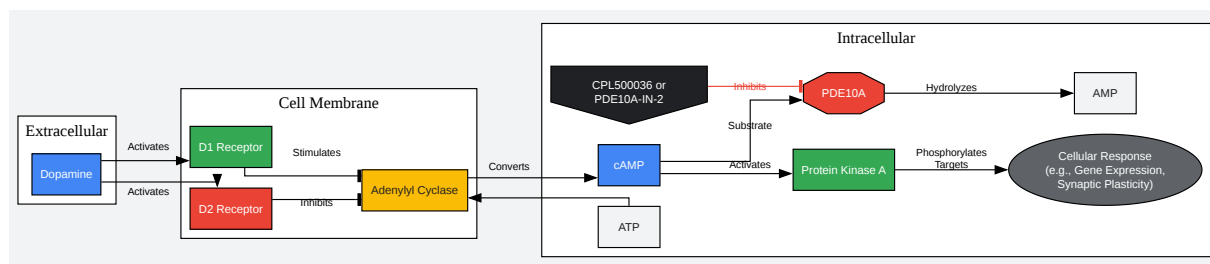 Extracellular
Dopamine
Activates
Activates
Cell Membrane
D1 Receptor
D2 Receptor
Stimulates
Inhibits
Adenylyl Cyclase
Converts
Intracellular
CPL500036 or
PDE10A-IN-2
Inhibits
PDE10A
Hydrolyzes
AMP
Substrate
cAMP
Activates
Protein Kinase A
Phosphorylates
Targets
Cellular Response
(e.g., Gene Expression,
Synaptic Plasticity)
ATP